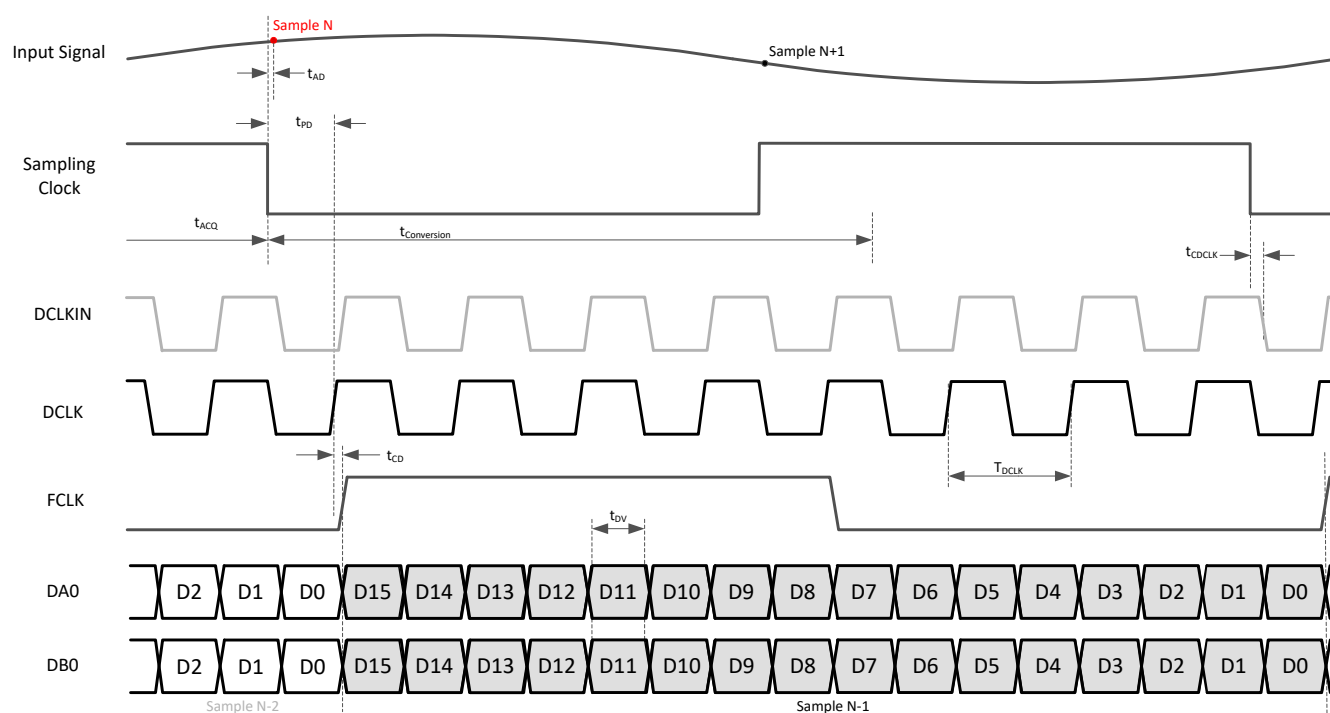 Sample N
Input Signal
Sample N+1
tAD
tPD
Sampling
Clock
tACQ
tConversion
tCDCLK
DCLKIN
DCLK
tCD
TDCLK
FCLK
tDV
DA0
D2 D1 D0 D15 D14 D13 D12 D11 D10 D9 D8 D7 D6 D5 D4 D3 D2 D1 D0
DB0
D2 D1 D0 D15 D14 D13 D12 D11 D10 D9 D8 D7 D6 D5 D4 D3 D2 D1 D0
Sample N-2
Sample N-1